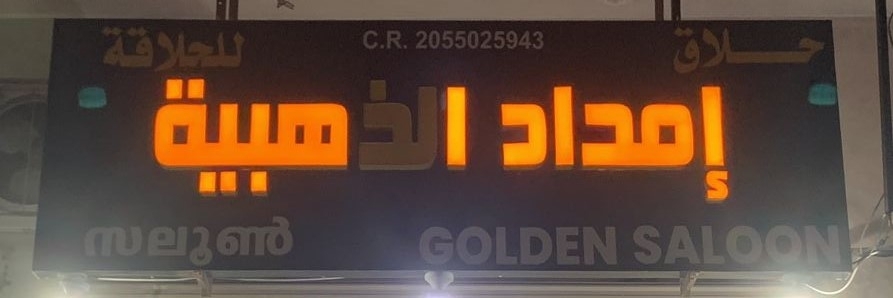 C.R. 2055025943
حلاق للحلاقة
إمداد الذهبية
സലൂൺ GOLDEN SALOON